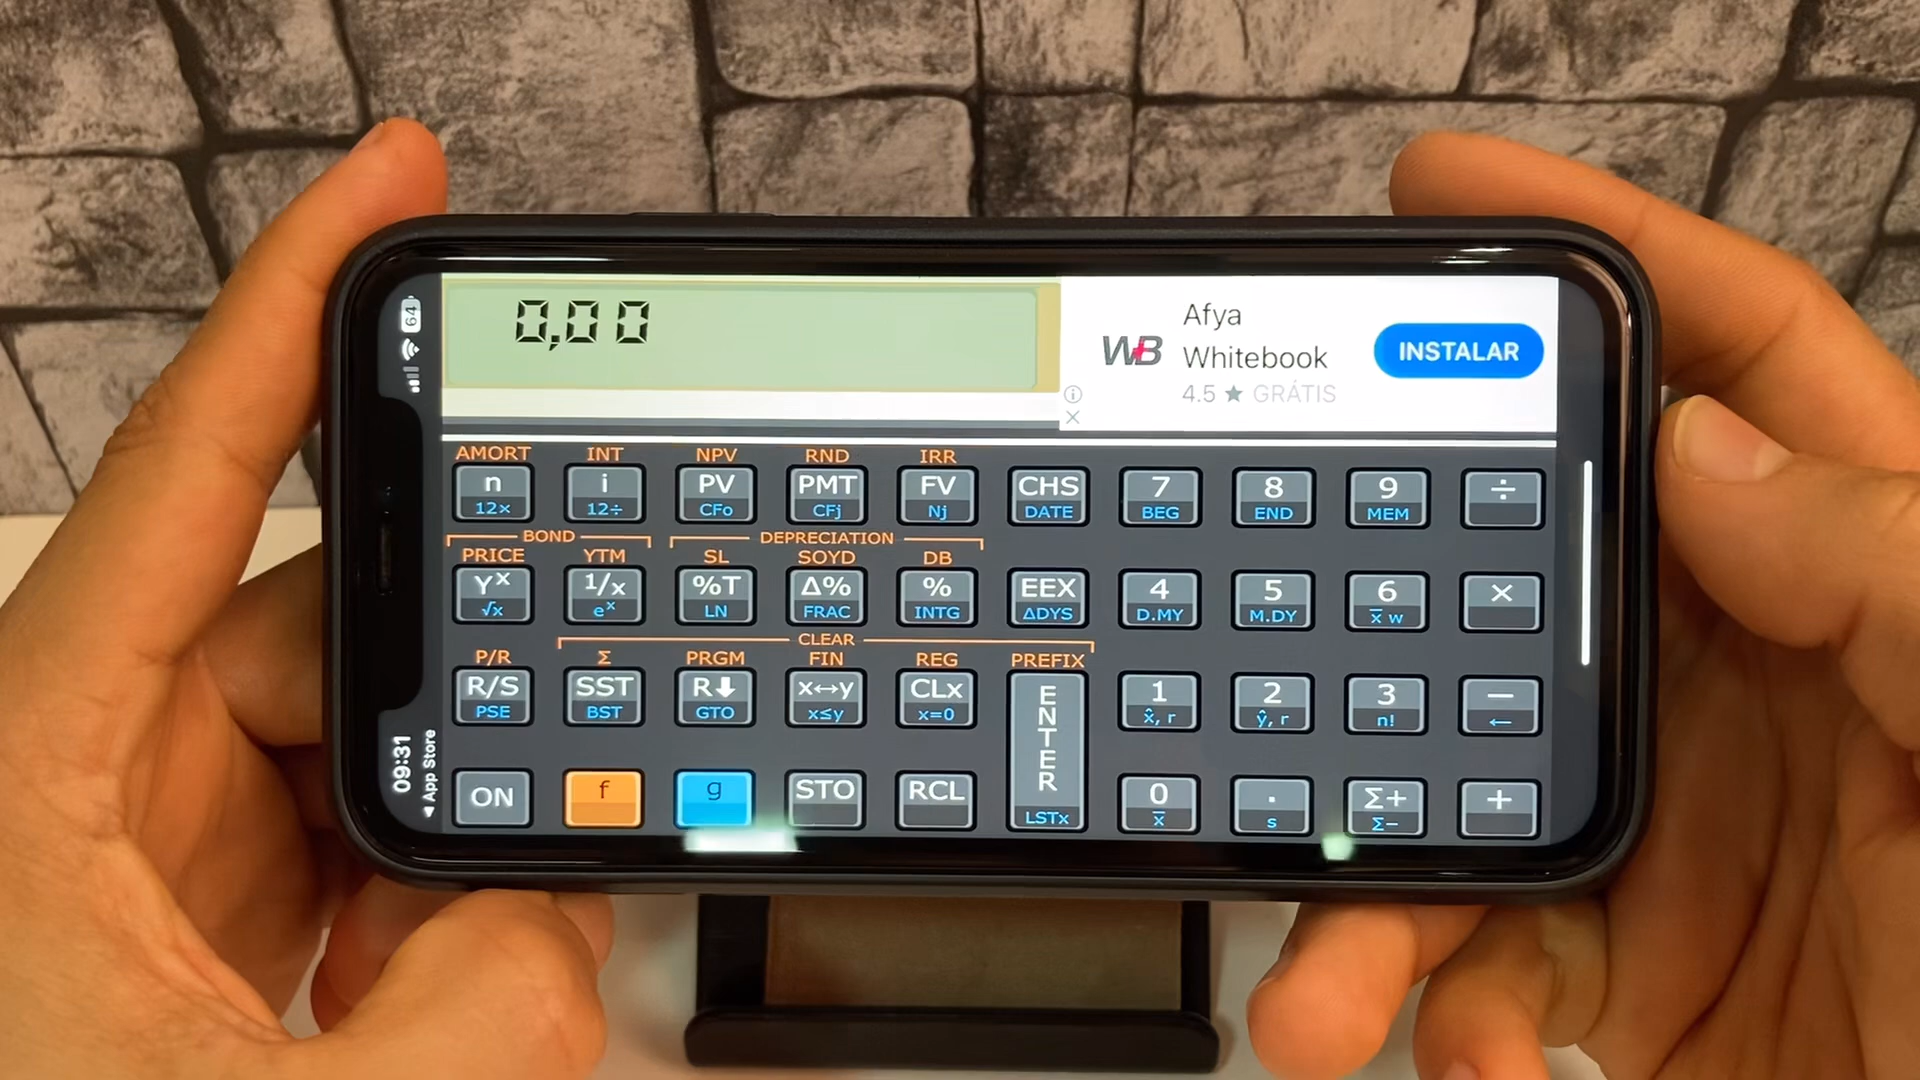 64
09:31
◀ App Store
0,00
W+B
Afya
Whitebook
4.5 ★ GRÁTIS
INSTALAR
AMORT INT NPV RND IRR
n i PV PMT FV CHS 7 8 9 ÷
12× 12÷ CFo CFj Nj DATE BEG END MEM
BOND DEPRECIATION
PRICE YTM SL SOYD DB
Yˣ 1/x %T Δ% % EEX 4 5 6 ×
√x eˣ LN FRAC INTG ΔDYS D.MY M.DY x̅ w
CLEAR
P/R Σ PRGM FIN REG PREFIX
R/S SST R⬇ x↔y CLx ENTER 1 2 3 −
PSE BST GTO x≤y x=0 x̂, r ŷ, r n! ←
ON f g STO RCL 0 . Σ+ +
LSTx x̅ s Σ−